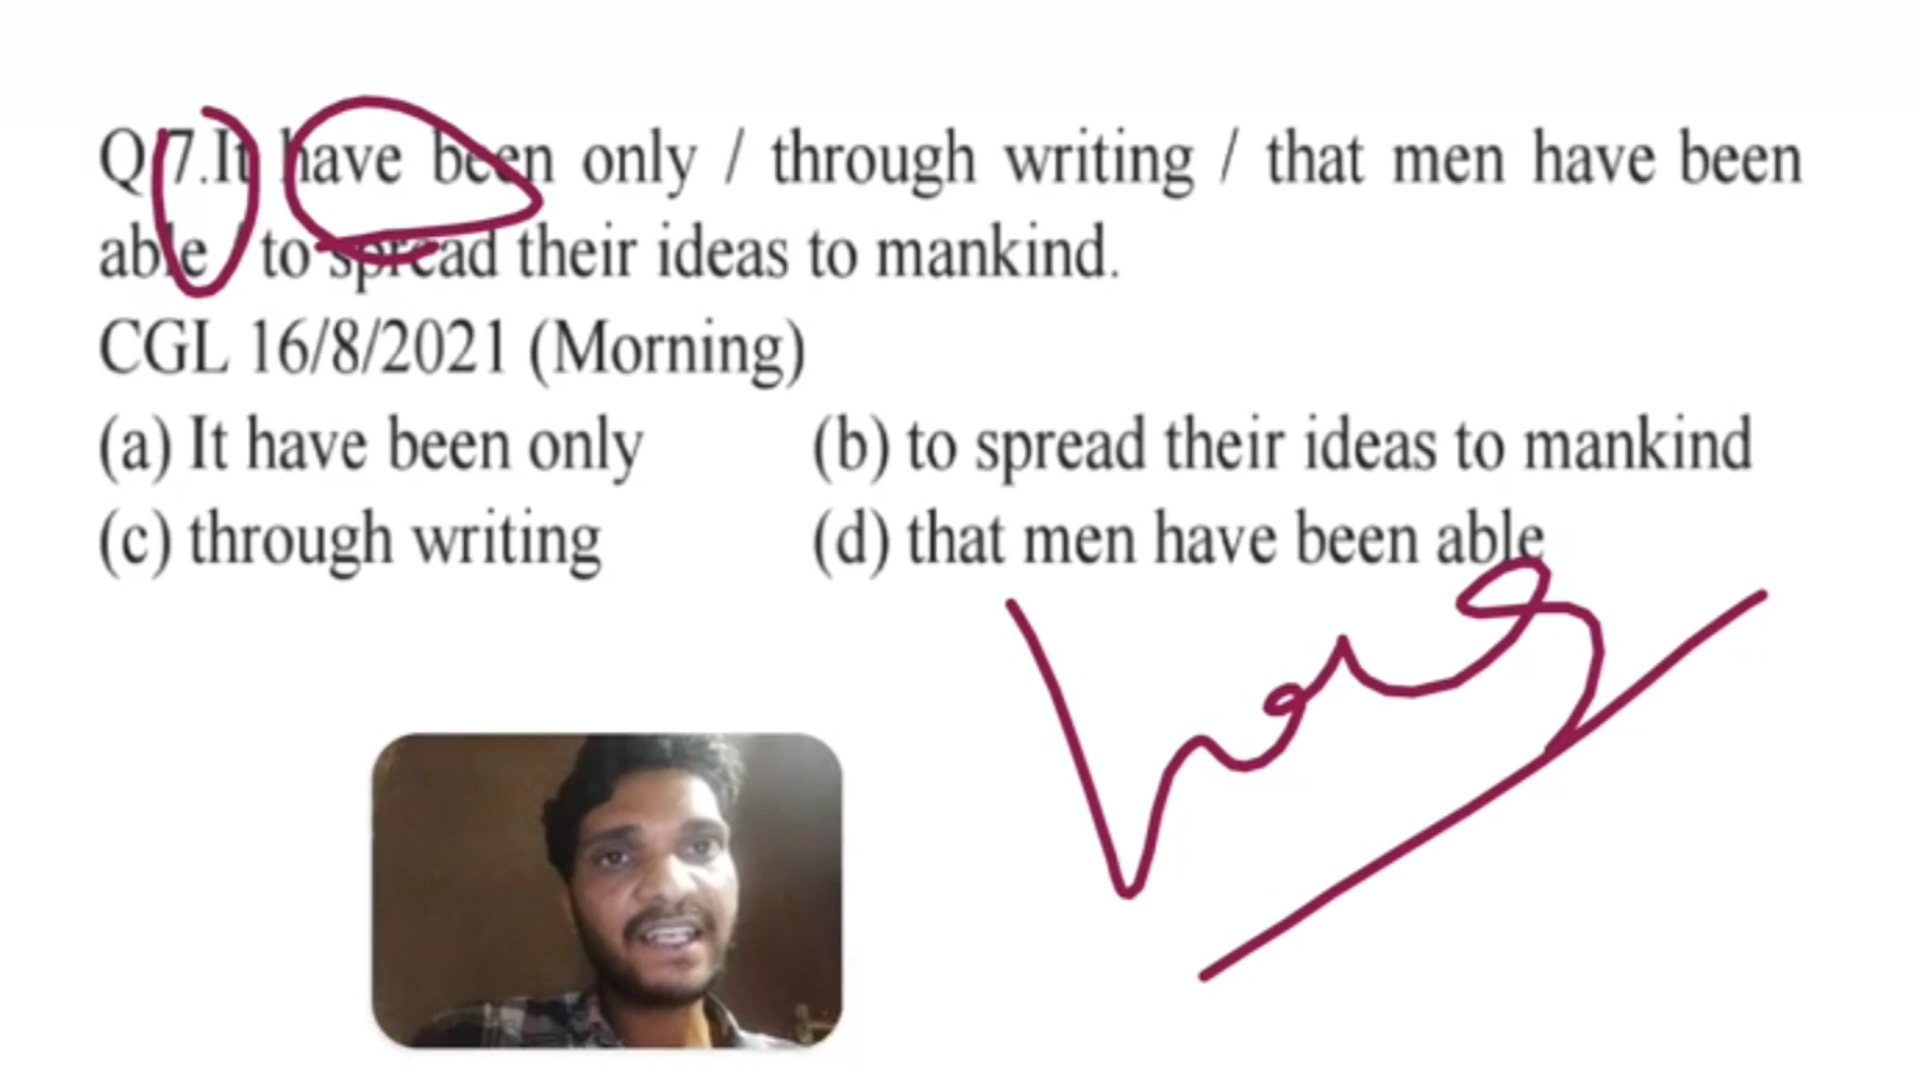 Q 7.It have been only / through writing / that men have been
able / to spread their ideas to mankind.
CGL 16/8/2021 (Morning)
(a) It have been only (b) to spread their ideas to mankind
(c) through writing (d) that men have been able